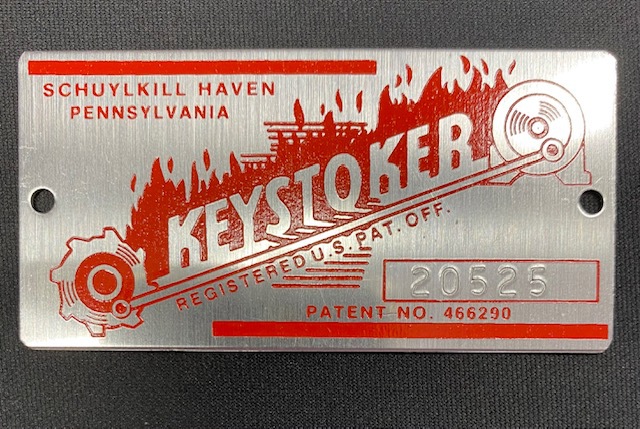 SCHUYLKILL HAVEN
PENNSYLVANIA
KEYSTOKER
REGISTERED U.S. PAT. OFF.
20525
PATENT NO. 466290